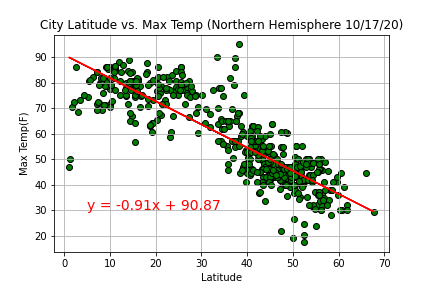 City Latitude vs. Max Temp (Northern Hemisphere 10/17/20)
Max Temp(F)
90
80
70
60
50
40
30
20
y = -0.91x + 90.87
0 10 20 30 40 50 60 70
Latitude